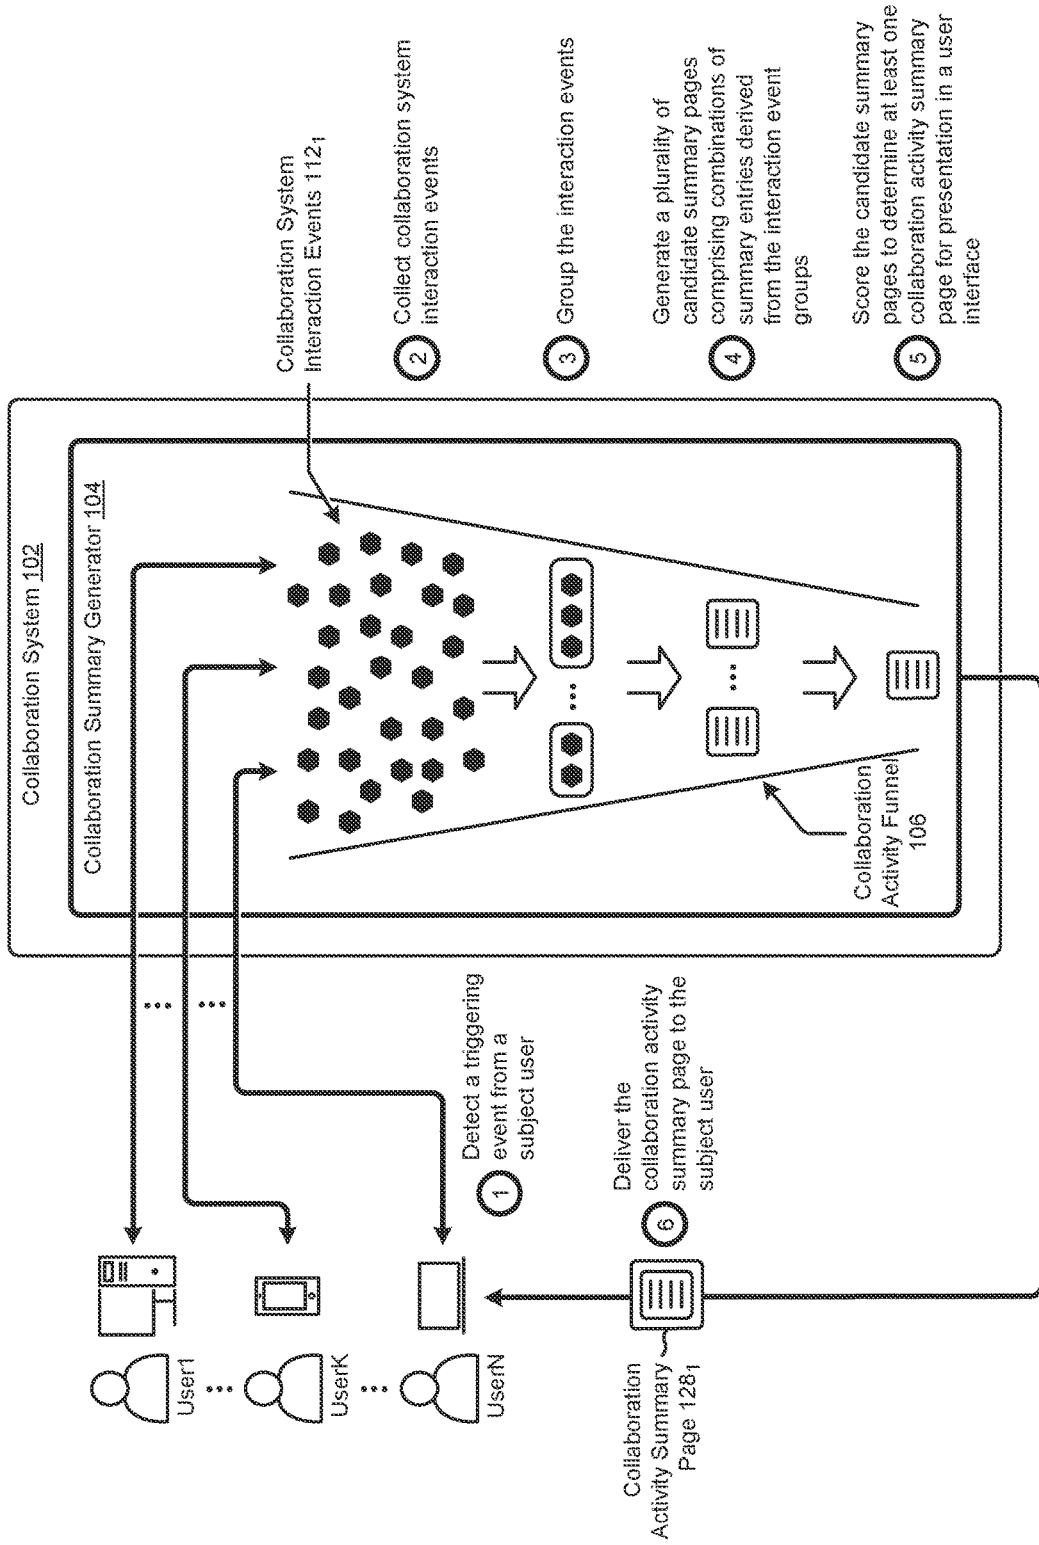 Collaboration System 102
Collaboration Summary Generator 104
Collaboration System
Interaction Events 112₁
User1
...
UserK
...
UserN
...
...
1
Detect a triggering
event from a
subject user
2
Collect collaboration system
interaction events
...
3
Group the interaction events
...
4
Generate a plurality of
candidate summary pages
comprising combinations of
summary entries derived
from the interaction event
groups
Collaboration
Activity Funnel
106
5
Score the candidate summary
pages to determine at least one
collaboration activity summary
page for presentation in a user
interface
6
Deliver the
collaboration activity
summary page to the
subject user
Collaboration
Activity Summary
Page 128₁